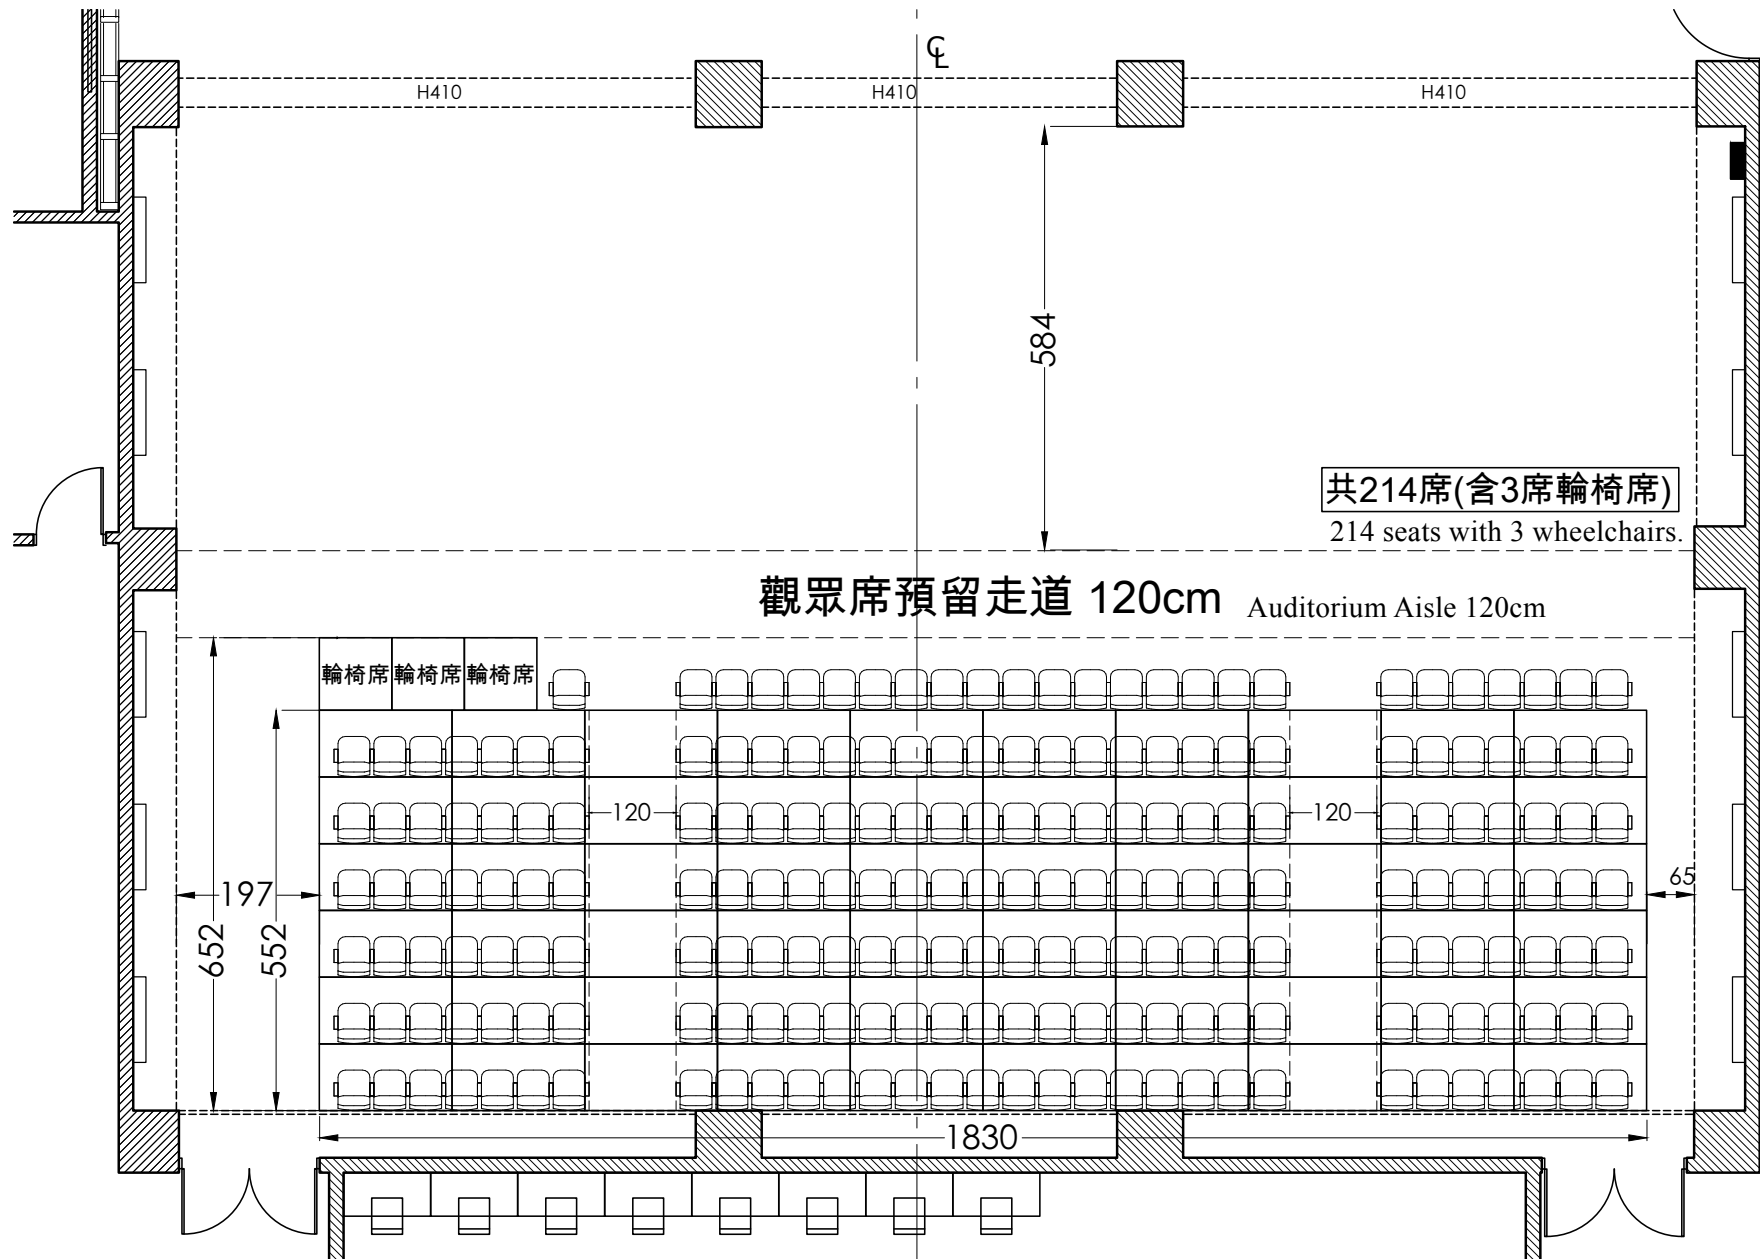 ℄
H410
H410
H410
584
共214席(含3席輪椅席)
214 seats with 3 wheelchairs.
觀眾席預留走道 120cm
Auditorium Aisle 120cm
輪椅席
輪椅席
輪椅席
120
120
197
65
652
552
1830